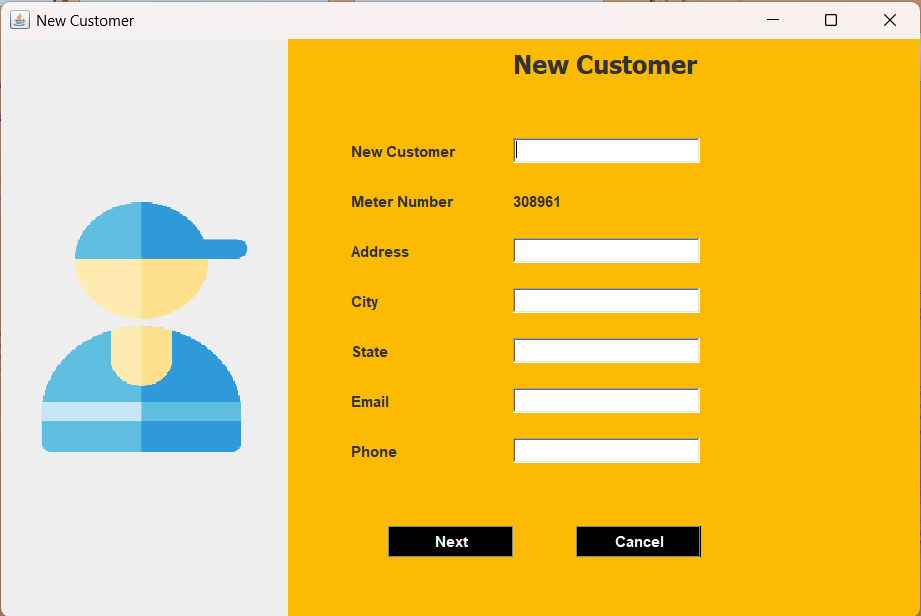 New Customer
New Customer
New Customer
Meter Number 308961
Address
City
State
Email
Phone
Next Cancel